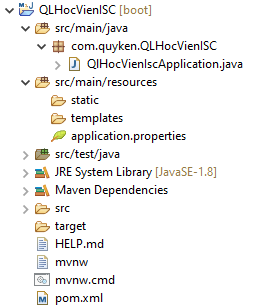 QLHocVienISC [boot]
src/main/java
com.quyken.QLHocVienISC
QlHocVienIscApplication.java
src/main/resources
static
templates
application.properties
src/test/java
JRE System Library [JavaSE-1.8]
Maven Dependencies
src
target
HELP.md
mvnw
mvnw.cmd
pom.xml